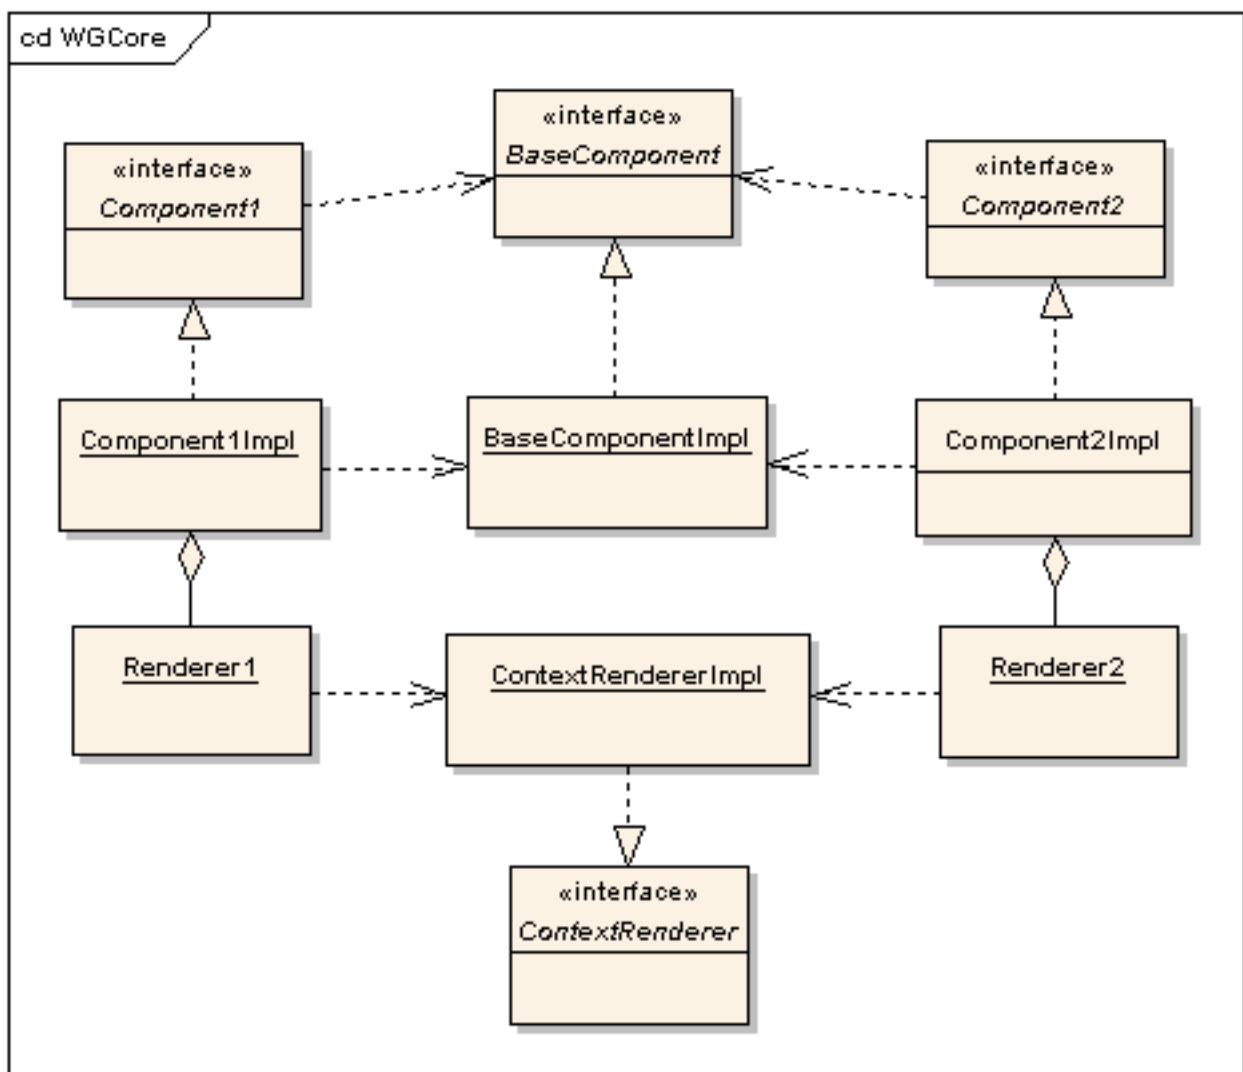 cd WGCore
«interface»
BaseComponent
«interface»
Component1
«interface»
Component2
Component1Impl
BaseComponentImpl
Component2Impl
Renderer1
ContextRendererImpl
Renderer2
«interface»
ContextRenderer